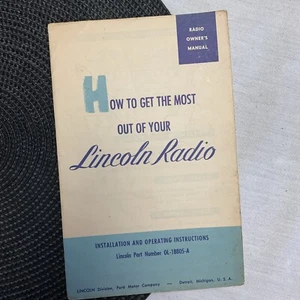 RADIO
OWNER'S
MANUAL
HOW TO GET THE MOST
OUT OF YOUR
Lincoln Radio
INSTALLATION AND OPERATING INSTRUCTIONS
Lincoln Part Number OL-18805-A
LINCOLN Division, Ford Motor Company — Detroit, Michigan, U. S. A.